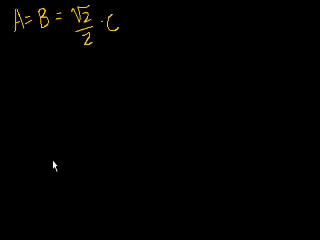 A = B = √2/2 · C